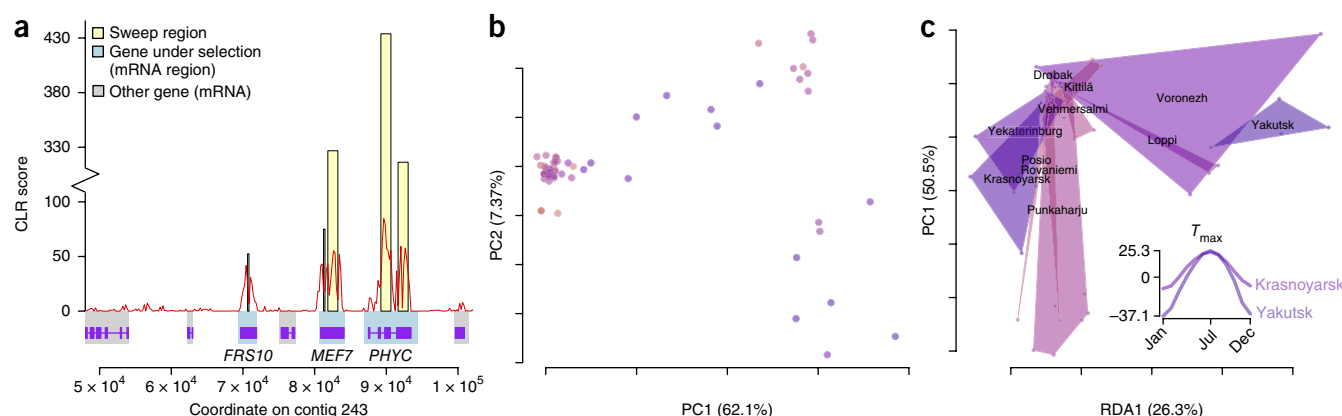 a
CLR score
430
380
330
100
50
0
Sweep region
Gene under selection
(mRNA region)
Other gene (mRNA)
FRS10
MEF7
PHYC
5 × 10⁴
6 × 10⁴
7 × 10⁴
8 × 10⁴
9 × 10⁴
1 × 10⁵
Coordinate on contig 243
b
PC2 (7.37%)
PC1 (62.1%)
c
PC1 (50.5%)
Drøbak
Kittilä
Voronezh
Vehmersalmi
Yakutsk
Yekaterinburg
Loppi
Posio
Rovaniemi
Krasnoyarsk
Punkaharju
Tmax
25.3
0
–37.1
Krasnoyarsk
Yakutsk
Jan
Jul
Dec
RDA1 (26.3%)